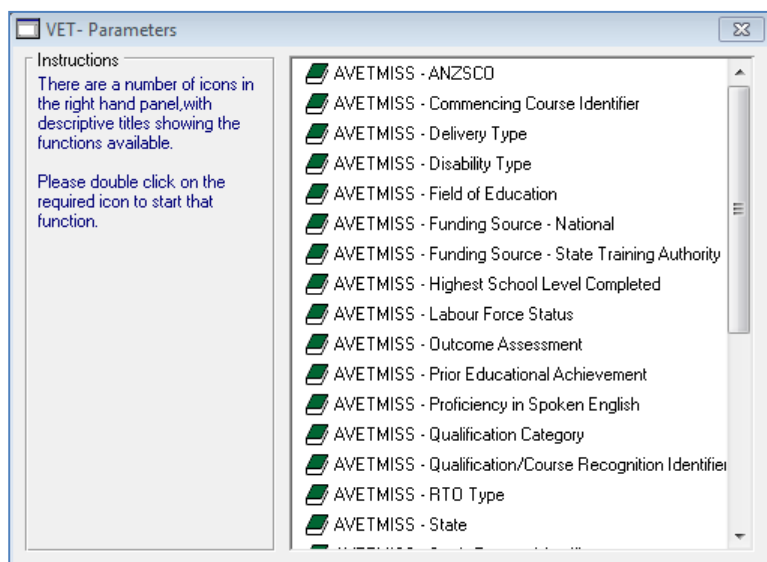 VET- Parameters
Instructions
There are a number of icons in
the right hand panel,with
descriptive titles showing the
functions available.
Please double click on the
required icon to start that
function.
AVETMISS - ANZSCO
AVETMISS - Commencing Course Identifier
AVETMISS - Delivery Type
AVETMISS - Disability Type
AVETMISS - Field of Education
AVETMISS - Funding Source - National
AVETMISS - Funding Source - State Training Authority
AVETMISS - Highest School Level Completed
AVETMISS - Labour Force Status
AVETMISS - Outcome Assessment
AVETMISS - Prior Educational Achievement
AVETMISS - Proficiency in Spoken English
AVETMISS - Qualification Category
AVETMISS - Qualification/Course Recognition Identifier
AVETMISS - RTO Type
AVETMISS - State